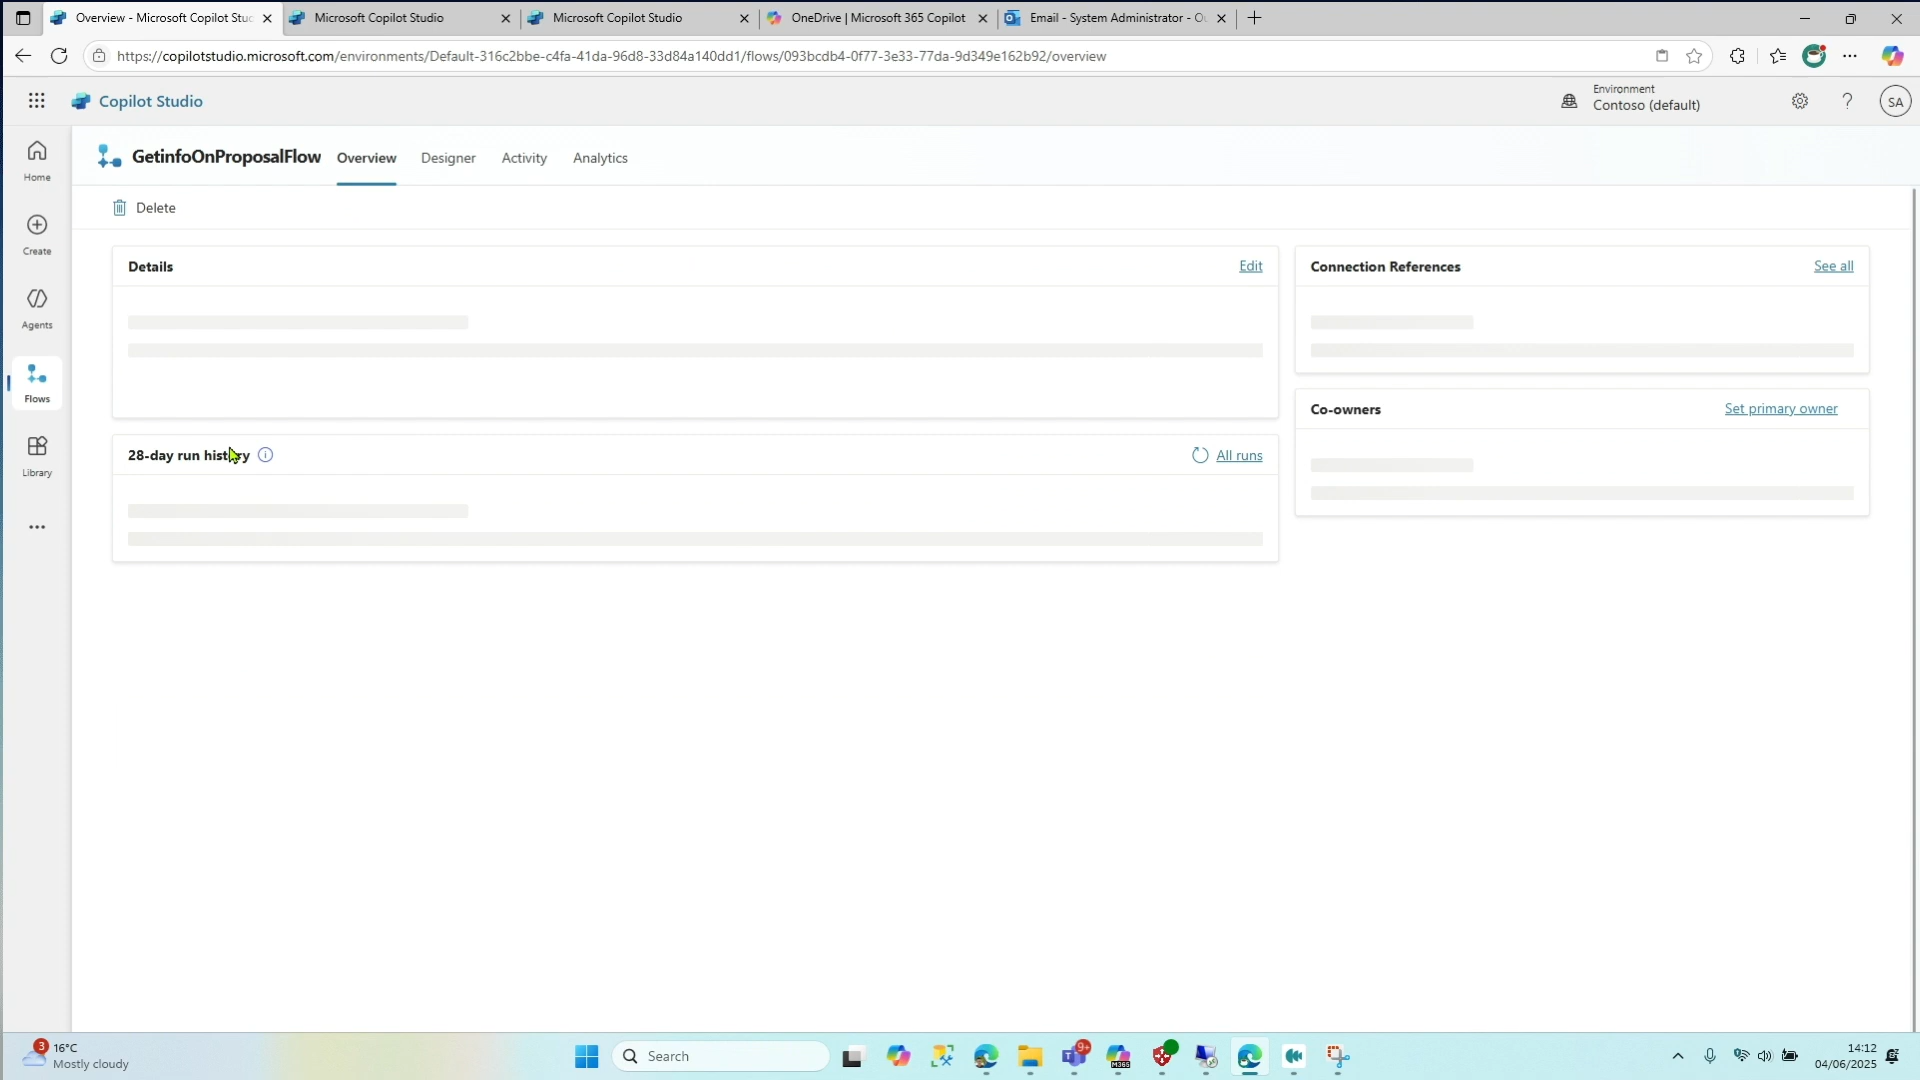 Overview - Microsoft Copilot Stu
Microsoft Copilot Studio
Microsoft Copilot Studio
OneDrive | Microsoft 365 Copilot
Email - System Administrator - O
https://copilotstudio.microsoft.com/environments/Default-316c2bbe-c4fa-41da-96d8-33d84a140dd1/flows/093bcdb4-0f77-3e33-77da-9d349e162b92/overview
Copilot Studio
Environment
Contoso (default)
?
SA
GetinfoOnProposalFlow
Overview
Designer
Activity
Analytics
Home
Create
Agents
Flows
Library
Delete
Details
Edit
Connection References
See all
Co-owners
Set primary owner
28-day run history
All runs
3
16°C
Mostly cloudy
Search
9+
M365
14:12
04/06/2025